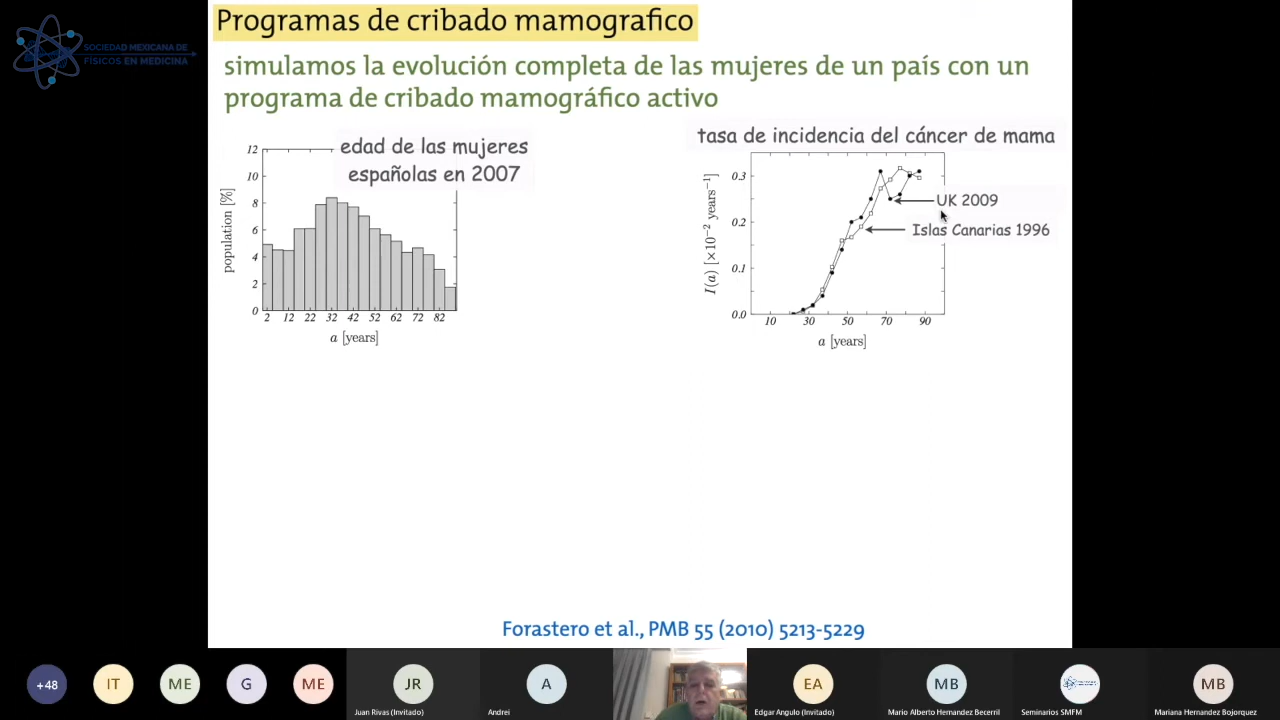 SOCIEDAD MEXICANA DE
FÍSICOS EN MEDICINA
Programas de cribado mamografico
simulamos la evolución completa de las mujeres de un país con un
programa de cribado mamográfico activo
edad de las mujeres
españolas en 2007
12
10
8
6
4
2
0
population [%]
2 12 22 32 42 52 62 72 82
a [years]
tasa de incidencia del cáncer de mama
0.3
0.2
0.1
0.0
I(a) [×10⁻² years⁻¹]
UK 2009
Islas Canarias 1996
10 30 50 70 90
a [years]
Forastero et al., PMB 55 (2010) 5213-5229
+48
IT
ME
G
ME
JR
Juan Rivas (Invitado)
A
Andrei
EA
Edgar Angulo (Invitado)
MB
Mario Alberto Hernandez Becerril
Seminarios SMFM
MB
Mariana Hernandez Bojorquez